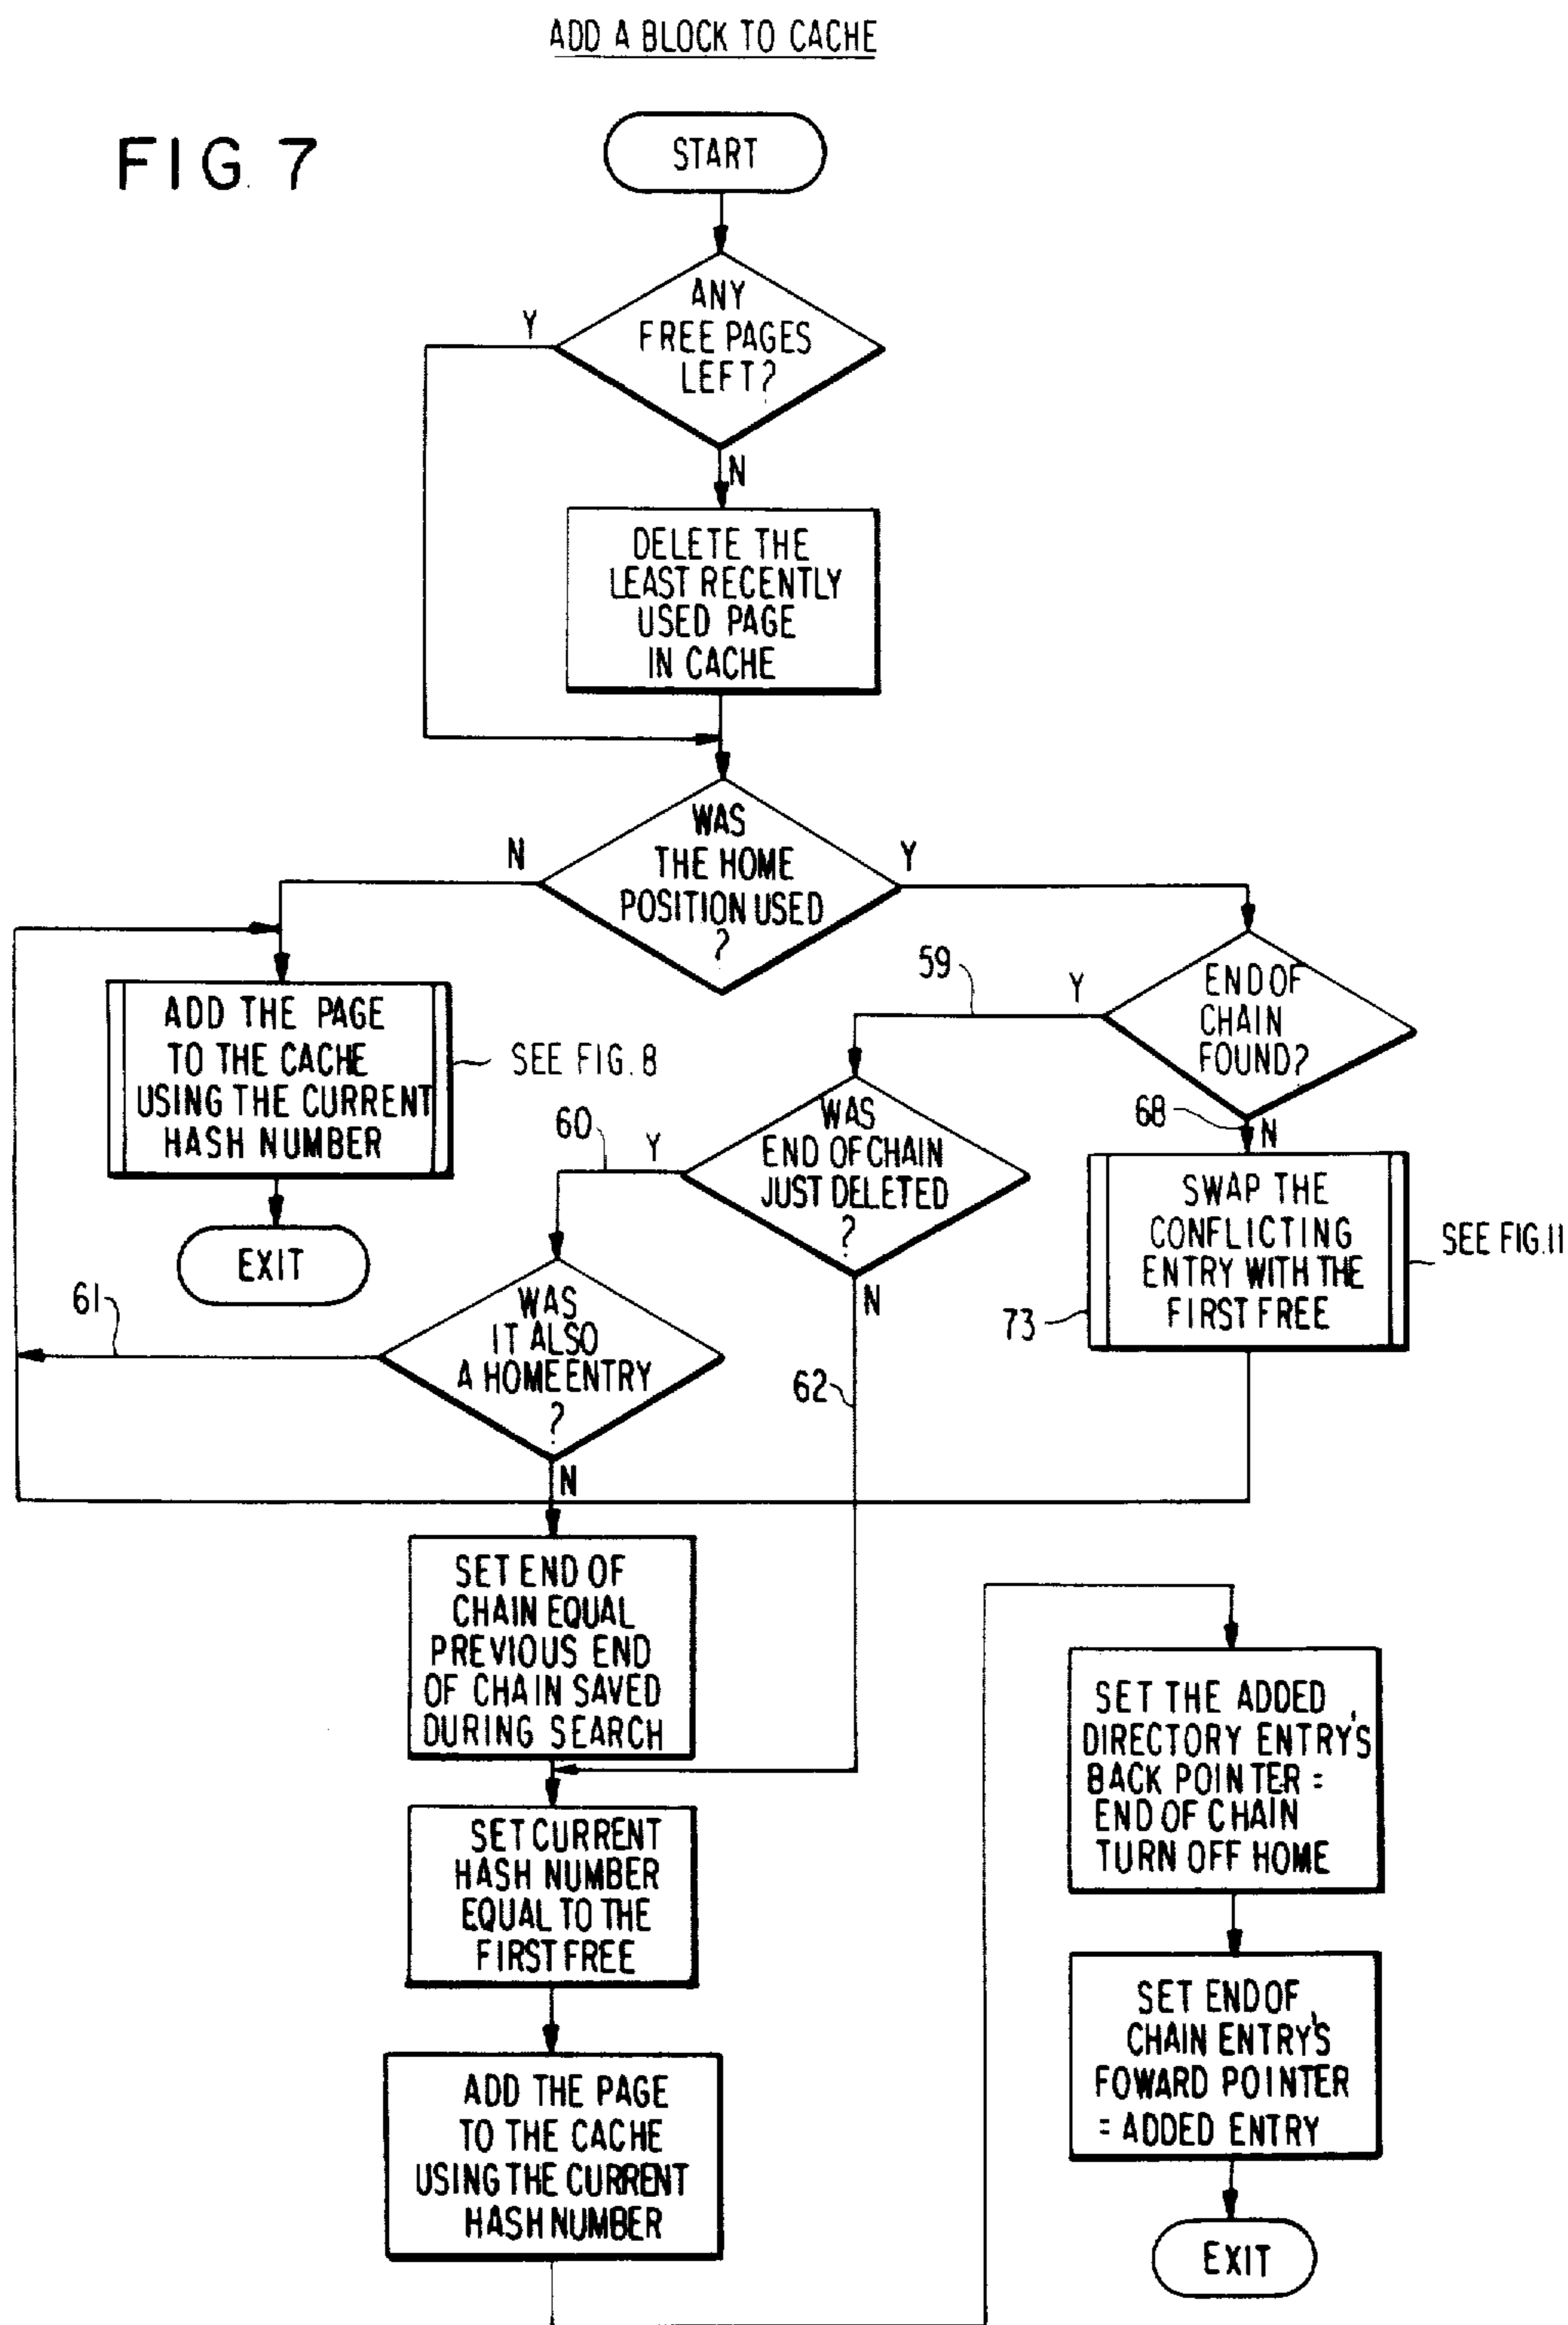 ADD A BLOCK TO CACHE
FIG. 7
START
ANY
FREE PAGES
LEFT?
Y
N
DELETE THE
LEAST RECENTLY
USED PAGE
IN CACHE
WAS
THE HOME
POSITION USED
?
N
Y
ADD THE PAGE
TO THE CACHE
USING THE CURRENT
HASH NUMBER
SEE FIG. 8
EXIT
END OF
CHAIN
FOUND?
59
Y
68
N
WAS
END OF CHAIN
JUST DELETED
?
60
Y
N
62
SWAP THE
CONFLICTING
ENTRY WITH THE
FIRST FREE
SEE FIG. 11
73
WAS
IT ALSO
A HOME ENTRY
?
61
N
SET END OF
CHAIN EQUAL
PREVIOUS END
OF CHAIN SAVED
DURING SEARCH
SET CURRENT
HASH NUMBER
EQUAL TO THE
FIRST FREE
ADD THE PAGE
TO THE CACHE
USING THE CURRENT
HASH NUMBER
SET THE ADDED
DIRECTORY ENTRY'S
BACK POINTER =
END OF CHAIN
TURN OFF HOME
SET END OF
CHAIN ENTRY'S
FOWARD POINTER
= ADDED ENTRY
EXIT